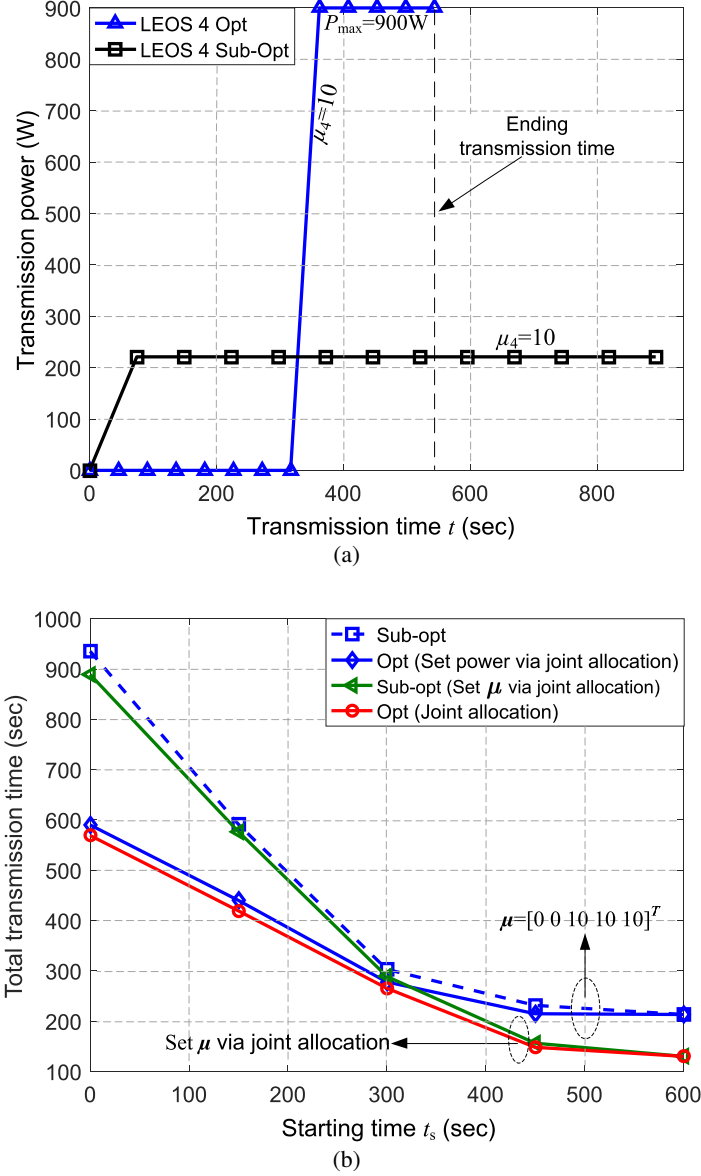 900
800
700
600
500
400
300
200
100
0
Transmission power (W)
LEOS 4 Opt
LEOS 4 Sub-Opt
P_max=900W
μ_4=10
Ending
transmission time
μ_4=10
0 200 400 600 800
Transmission time t (sec)
(a)
1000
900
800
700
600
500
400
300
200
100
Total transmission time (sec)
Sub-opt
Opt (Set power via joint allocation)
Sub-opt (Set μ via joint allocation)
Opt (Joint allocation)
μ=[0 0 10 10 10]^T
Set μ via joint allocation
0 100 200 300 400 500 600
Starting time t_s (sec)
(b)